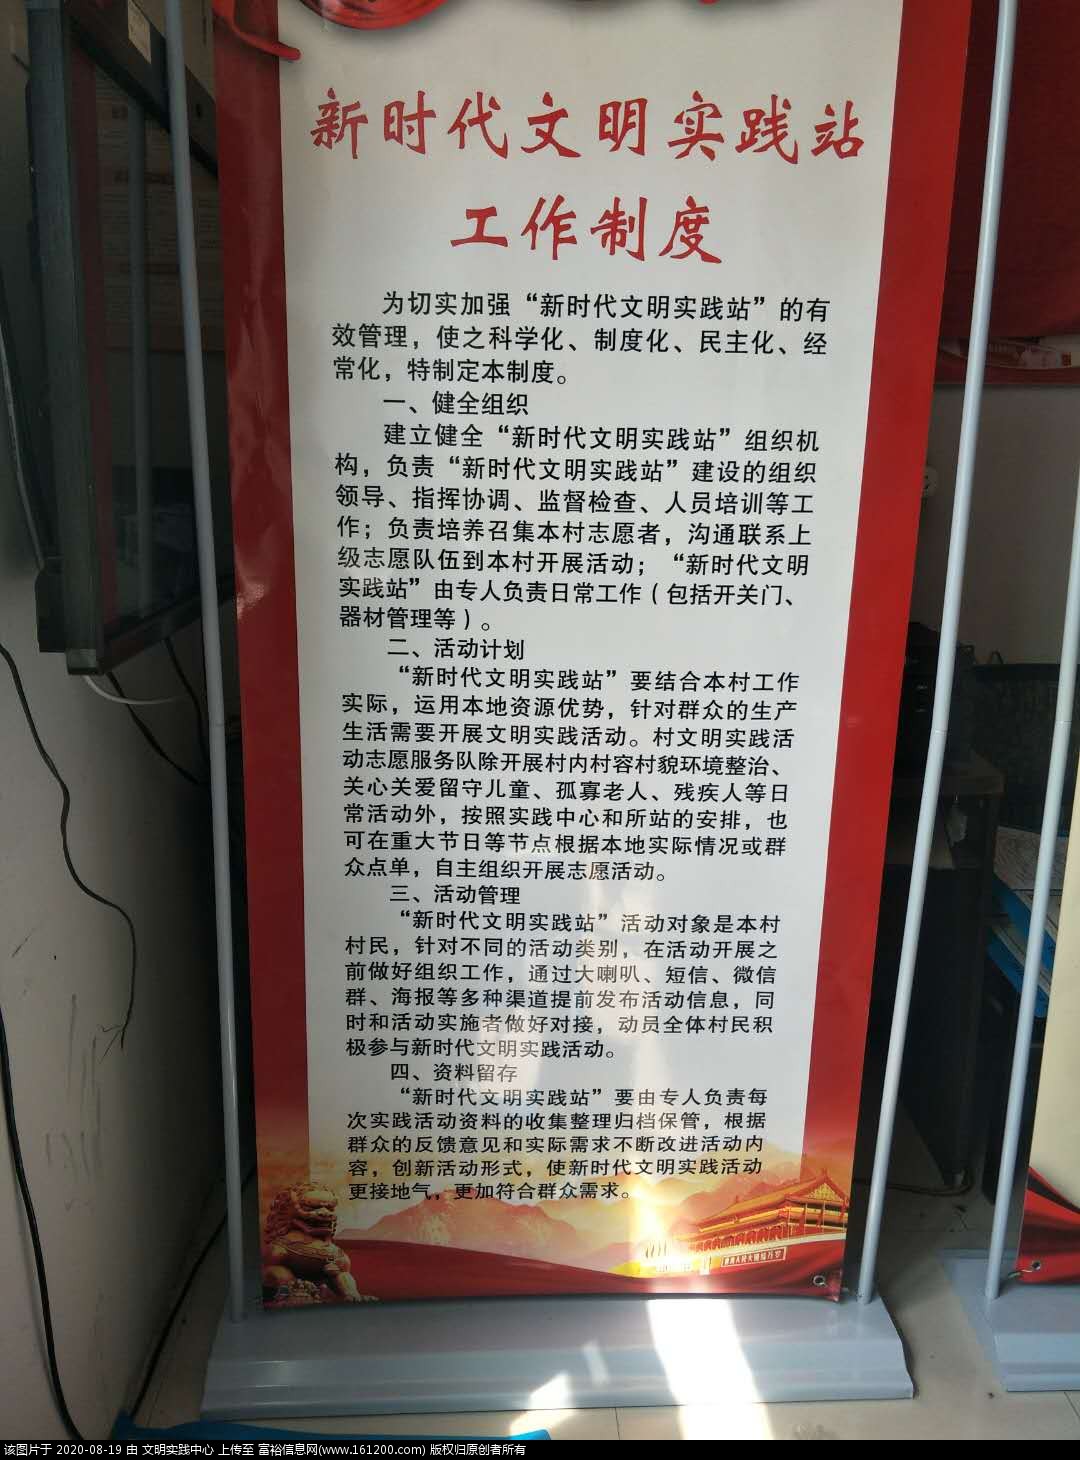 新时代文明实践站
工作制度
为切实加强“新时代文明实践站”的有
效管理，使之科学化、制度化、民主化、经
常化，特制定本制度。
一、健全组织
建立健全“新时代文明实践站”组织机
构，负责“新时代文明实践站”建设的组织
领导、指挥协调、监督检查、人员培训等工
作；负责培养召集本村志愿者，沟通联系上
级志愿队伍到本村开展活动；“新时代文明
实践站”由专人负责日常工作（包括开关门、
器材管理等）。
二、活动计划
“新时代文明实践站”要结合本村工作
实际，运用本地资源优势，针对群众的生产
生活需要开展文明实践活动。村文明实践活
动志愿服务队除开展村内村容村貌环境整治、
关心关爱留守儿童、孤寡老人、残疾人等日
常活动外，按照实践中心和所站的安排，也
可在重大节日等节点根据本地实际情况或群
众点单，自主组织开展志愿活动。
三、活动管理
“新时代文明实践站”活动对象是本村
村民，针对不同的活动类别，在活动开展之
前做好组织工作，通过大喇叭、短信、微信
群、海报等多种渠道提前发布活动信息，同
时和活动实施者做好对接，动员全体村民积
极参与新时代文明实践活动。
四、资料留存
“新时代文明实践站”要由专人负责每
次实践活动资料的收集整理归档保管，根据
群众的反馈意见和实际需求不断改进活动内
容，创新活动形式，使新时代文明实践活动
更接地气，更加符合群众需求。
该图片于 2020-08-19 由 文明实践中心 上传至 富裕信息网(www.161200.com) 版权归原创者所有